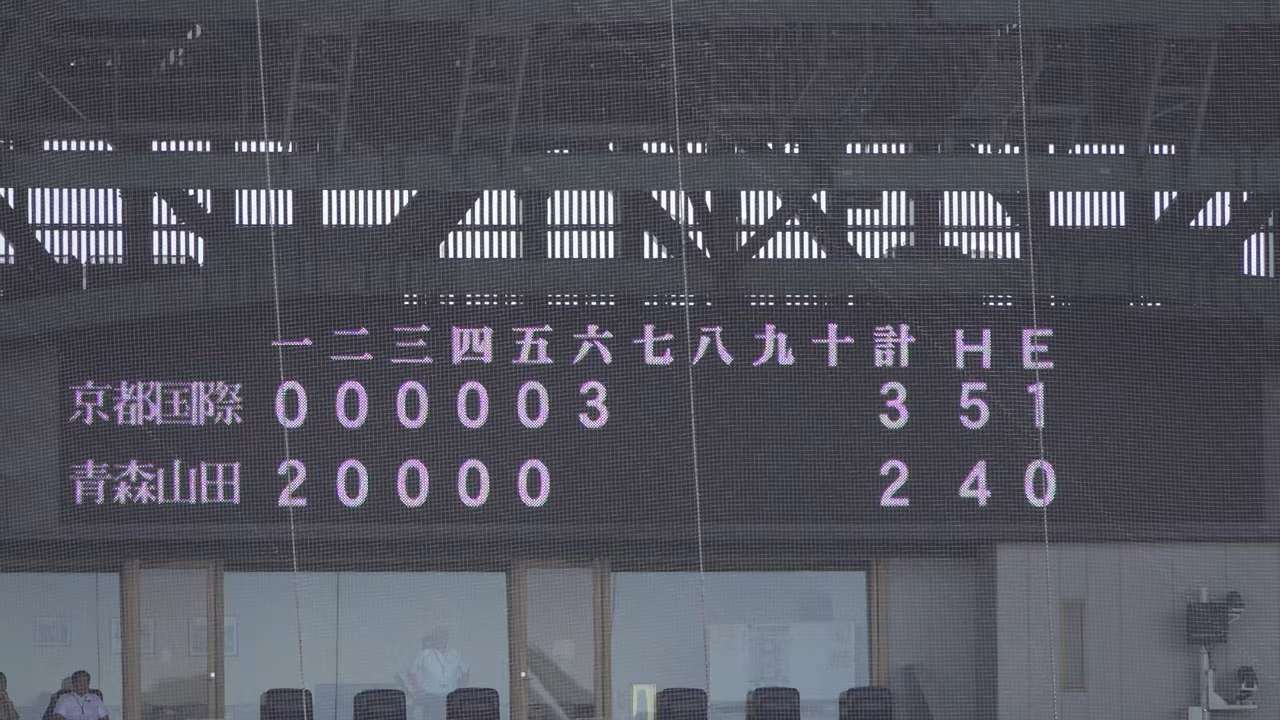 一 二 三 四 五 六 七 八 九 十 計 H E
京都国際 0 0 0 0 0 3 3 5 1
青森山田 2 0 0 0 0 2 4 0